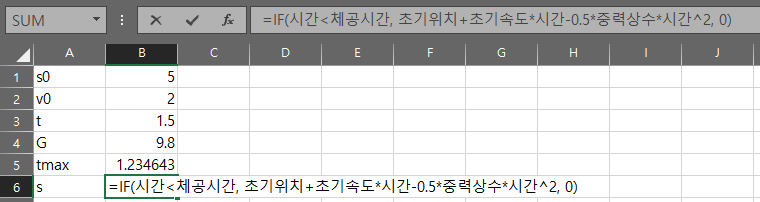 SUM fx =IF(시간<체공시간, 초기위치+초기속도*시간-0.5*중력상수*시간^2, 0)
A B C D E F G H I J
1 s0 5
2 v0 2
3 t 1.5
4 G 9.8
5 tmax 1.234643
6 s =IF(시간<체공시간, 초기위치+초기속도*시간-0.5*중력상수*시간^2, 0)